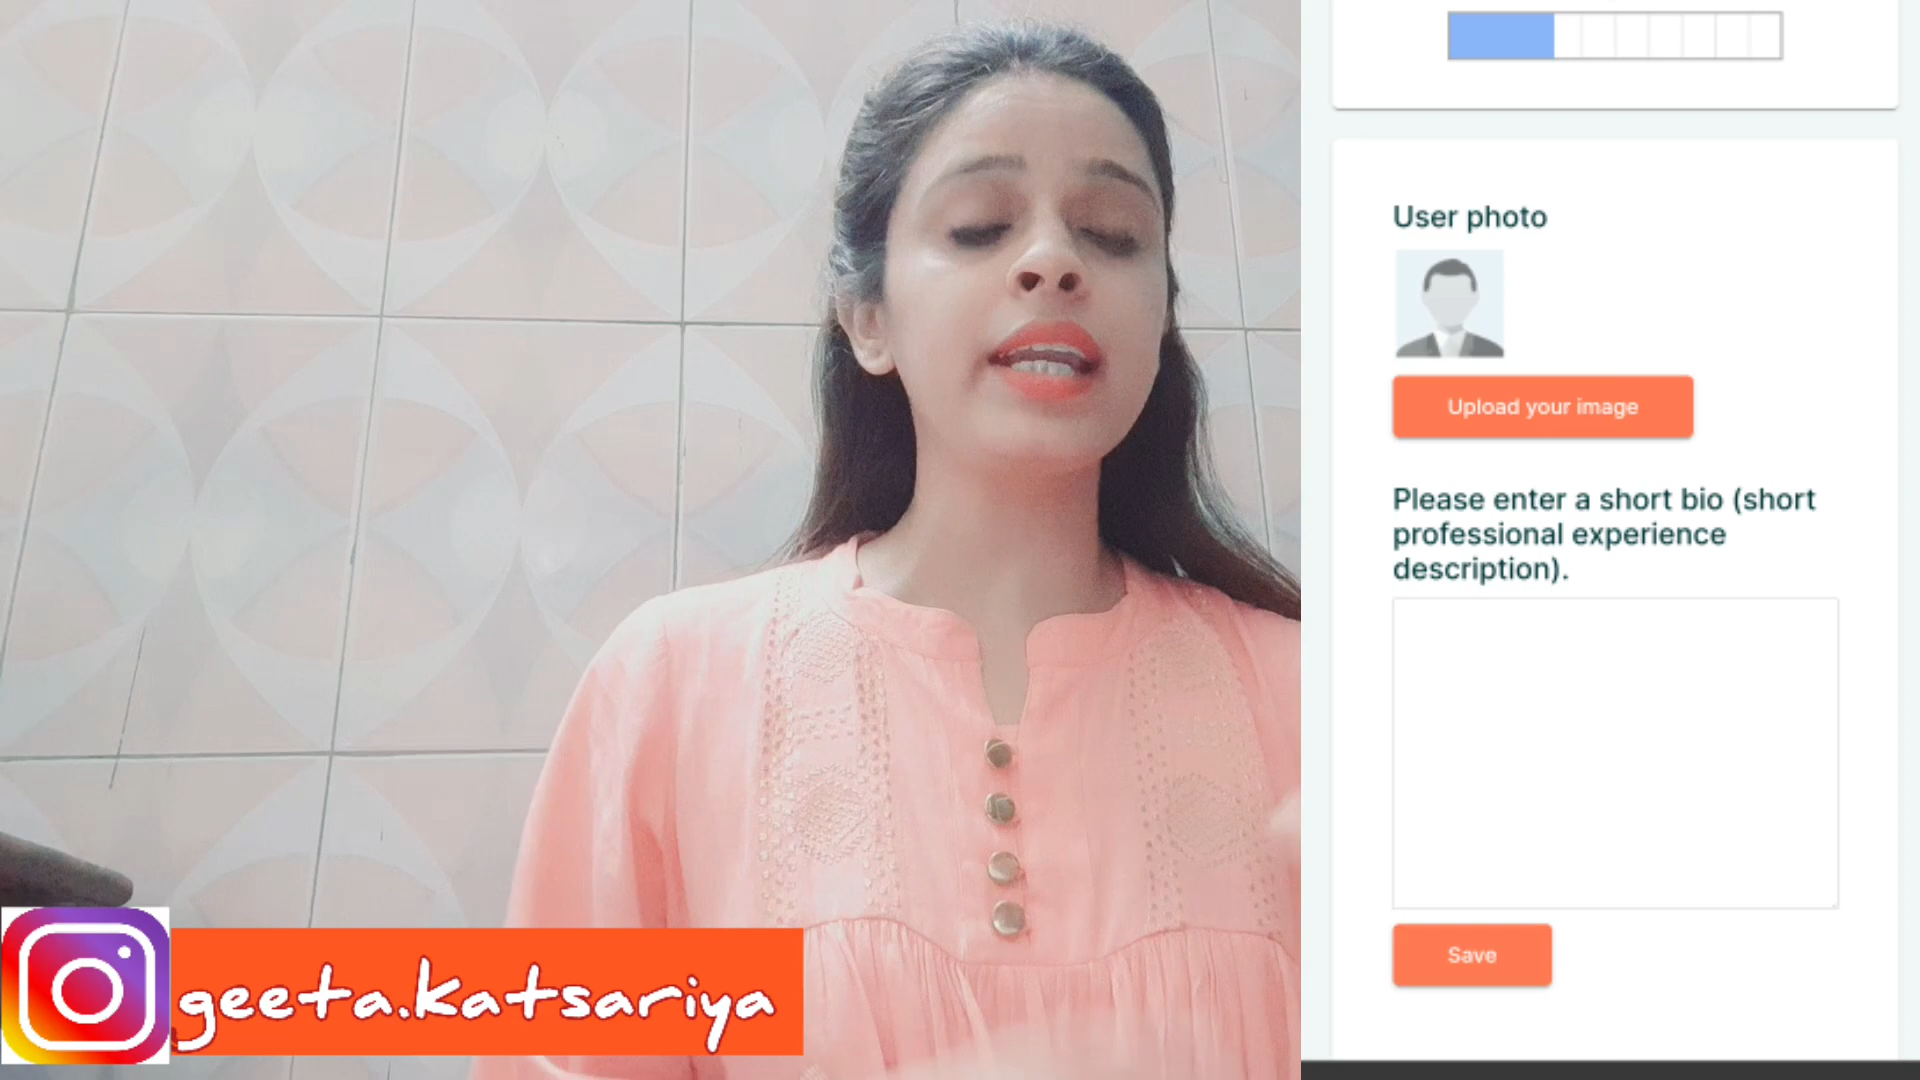 User photo
Upload your image
Please enter a short bio (short
professional experience
description).
Save
geeta.katsariya